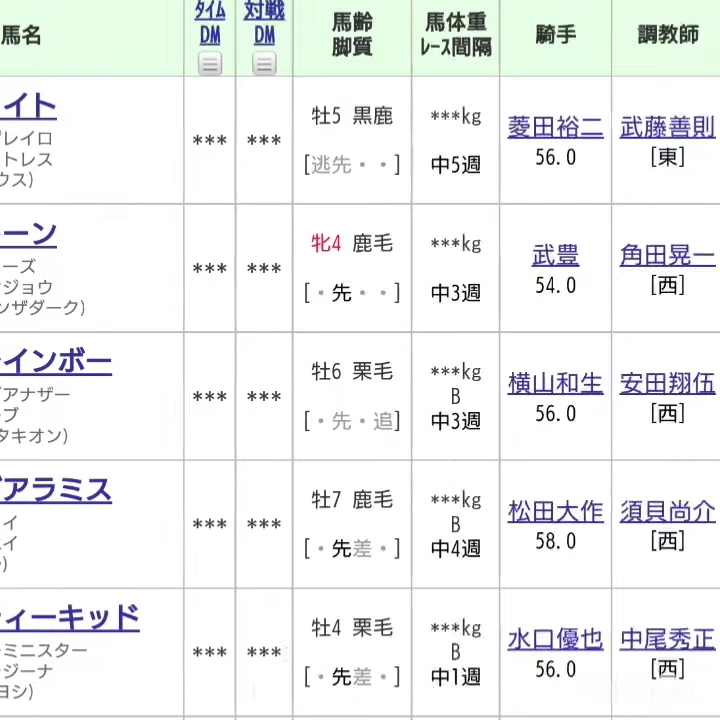 馬名 タイムDM 対戦DM 馬齢脚質 馬体重レース間隔 騎手 調教師
イト
レイロ
トレス
ウス)
*** *** 牡5 黒鹿 [逃先・・] ***kg 中5週 菱田裕二 56.0 武藤善則 [東]
ーン
ーズ
ジョウ
ンザダーク)
*** *** 牝4 鹿毛 [・先・・] ***kg 中3週 武豊 54.0 角田晃一 [西]
インボー
アナザー
ブ
タキオン)
*** *** 牡6 栗毛 [・先・追] ***kg B 中3週 横山和生 56.0 安田翔伍 [西]
アラミス
イ
イ
)
*** *** 牡7 鹿毛 [・先差・] ***kg B 中4週 松田大作 58.0 須貝尚介 [西]
ィーキッド
ミニスター
ジーナ
ヨシ)
*** *** 牡4 栗毛 [・先差・] ***kg B 中1週 水口優也 56.0 中尾秀正 [西]